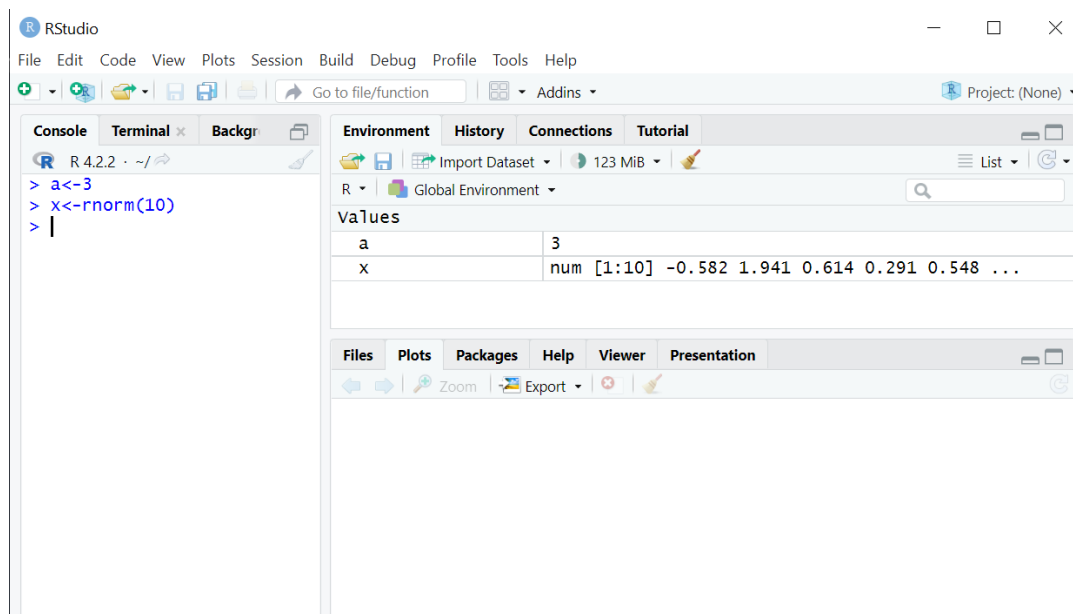 R RStudio
File Edit Code View Plots Session Build Debug Profile Tools Help
Go to file/function Addins Project: (None)
Console Terminal Backgr
R 4.2.2 · ~/
> a<-3
> x<-rnorm(10)
>
Environment History Connections Tutorial
Import Dataset 123 MiB List
R Global Environment
Values
a 3
x num [1:10] -0.582 1.941 0.614 0.291 0.548 ...
Files Plots Packages Help Viewer Presentation
Zoom Export